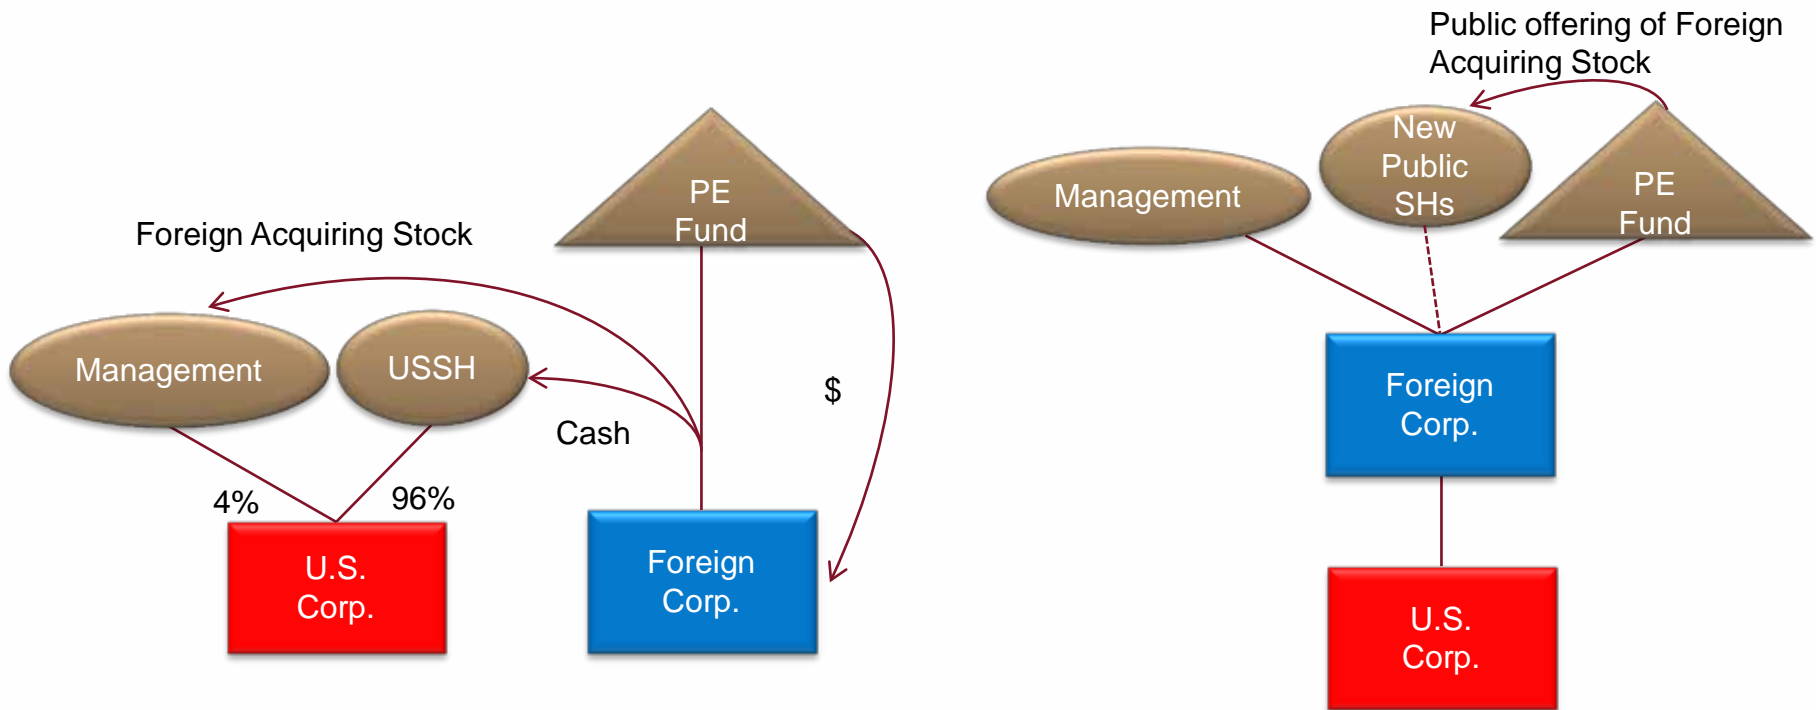 Foreign Acquiring Stock
PE
Fund
Management
USSH
$
Cash
4%
96%
U.S.
Corp.
Foreign
Corp.
Public offering of Foreign
Acquiring Stock
New
Public
SHs
Management
PE
Fund
Foreign
Corp.
U.S.
Corp.